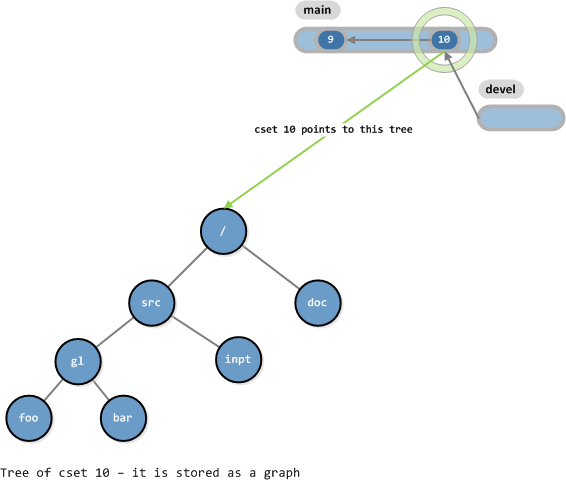 main
9
10
devel
cset 10 points to this tree
/
src
doc
gl
inpt
foo
bar
Tree of cset 10 – it is stored as a graph